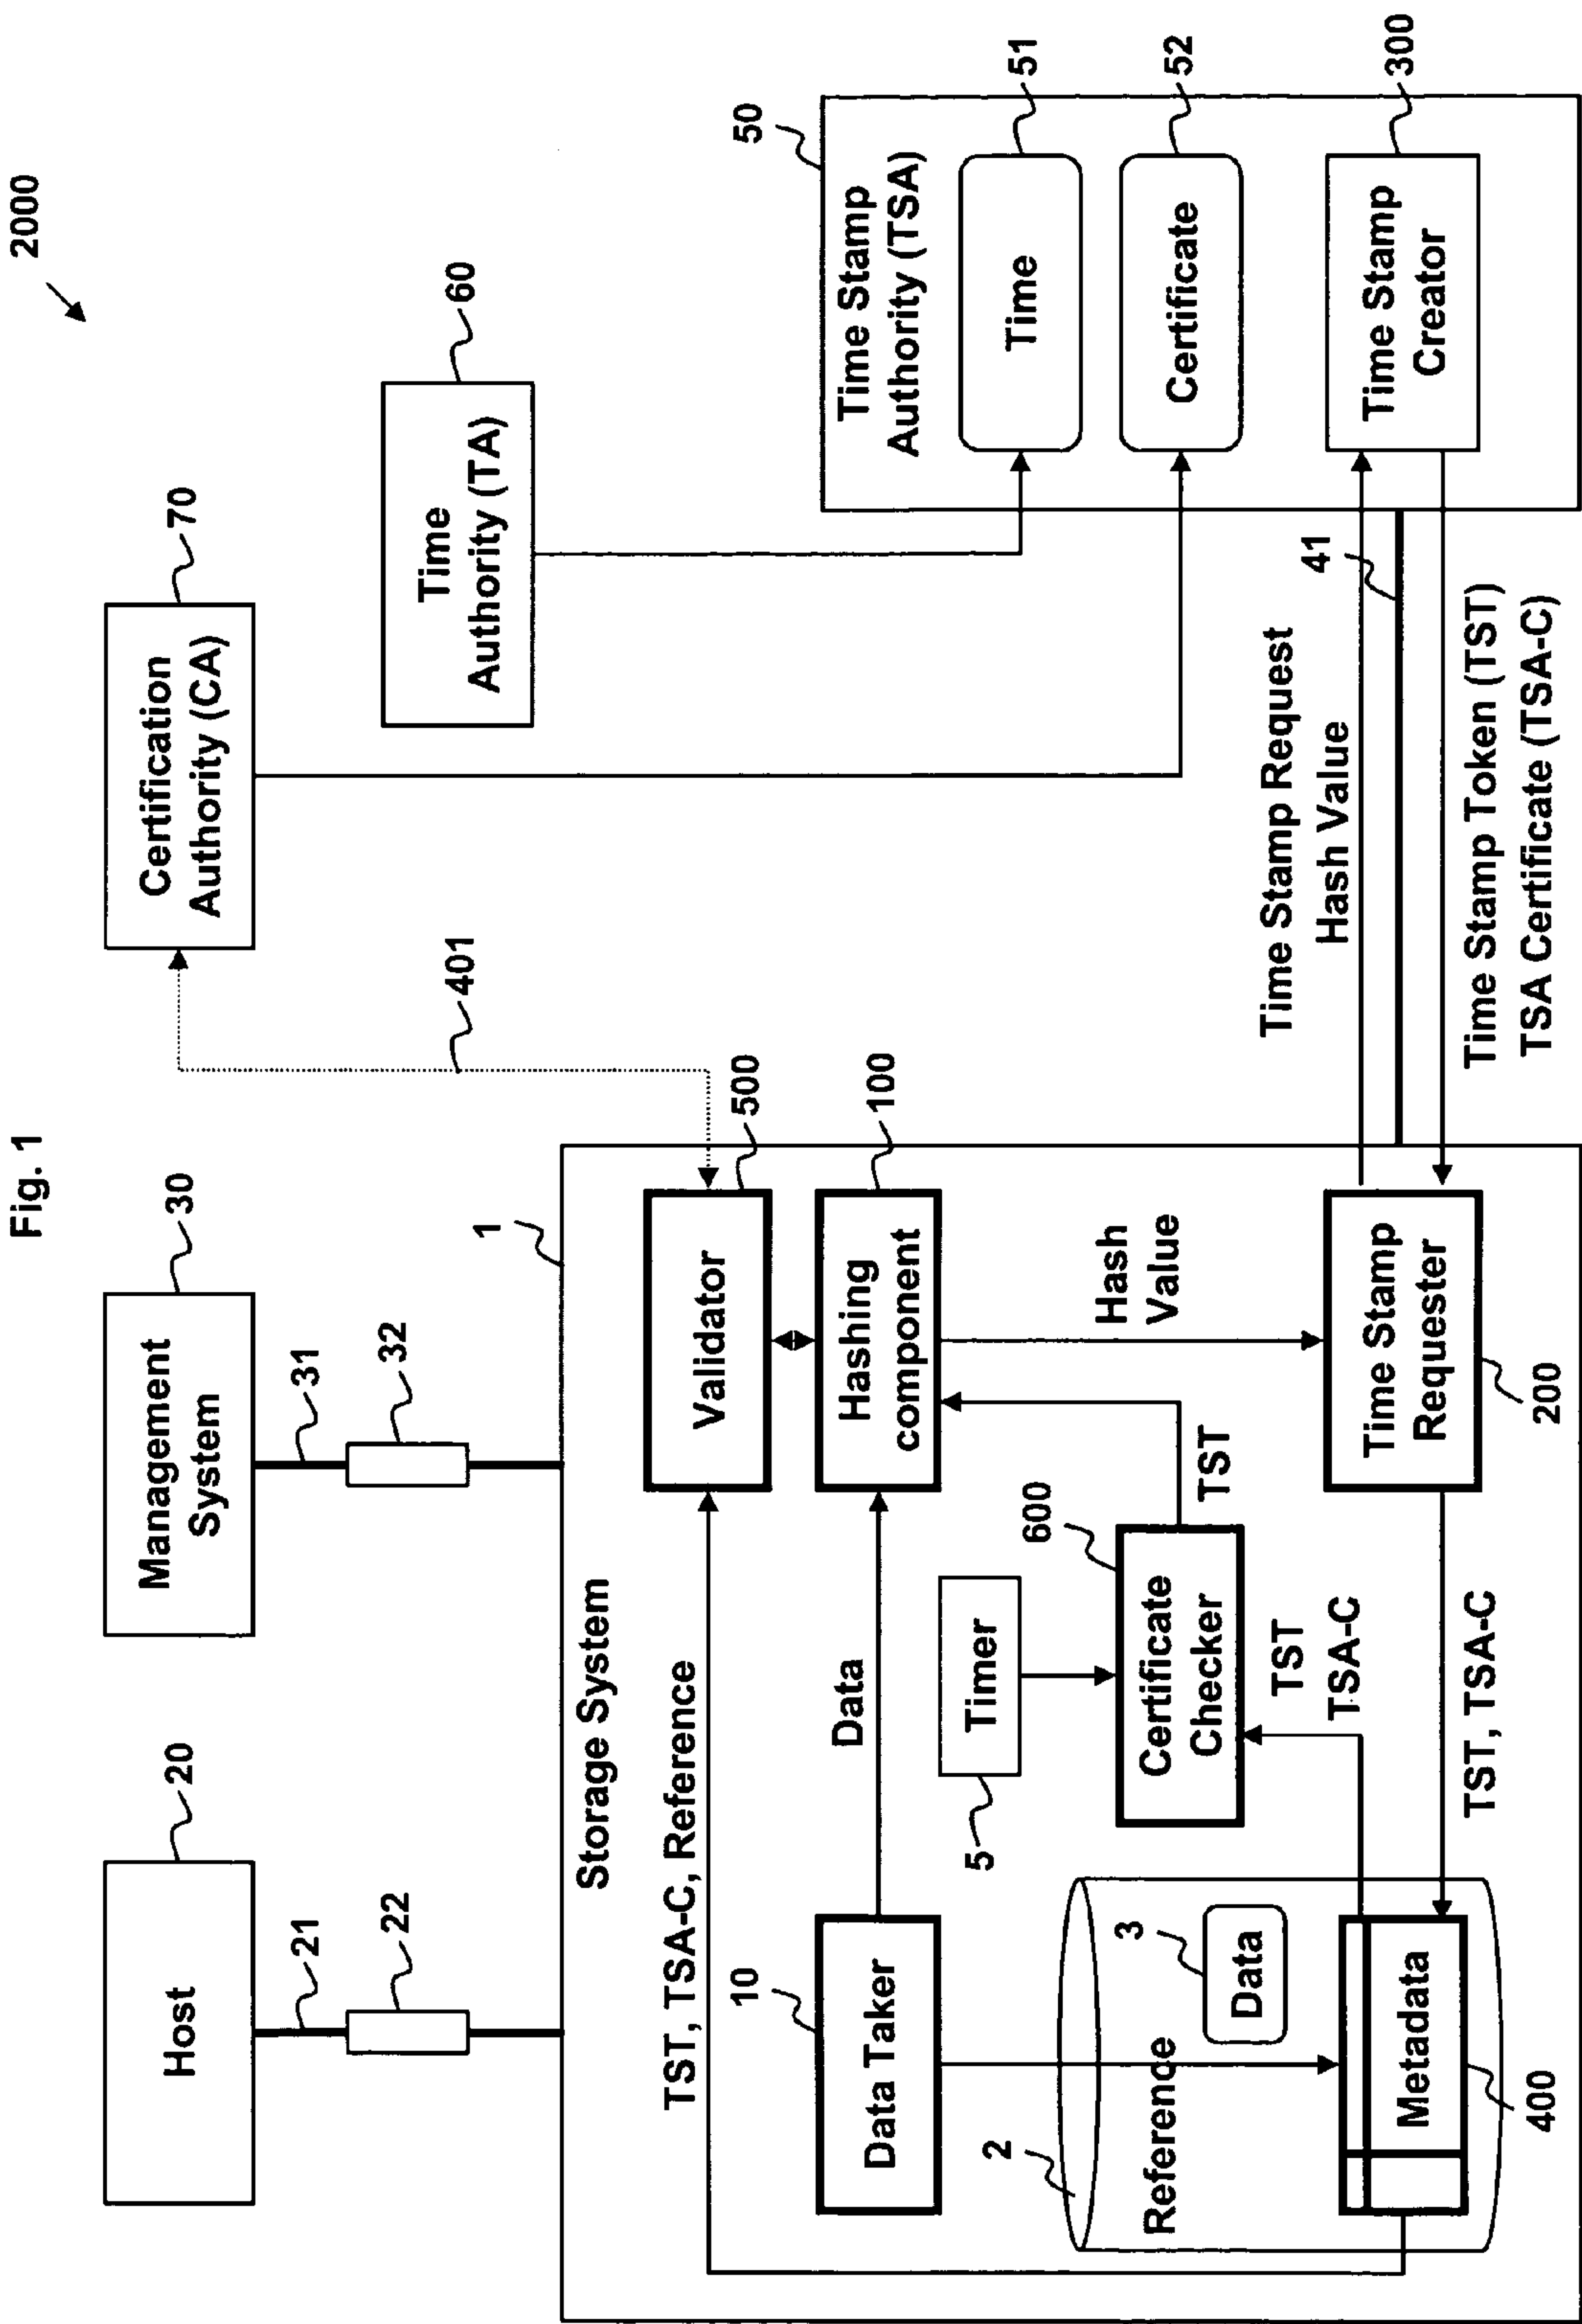 Fig. 1
2000
Host
20
21
22
Management
System
30
31
32
Certification
Authority (CA)
70
401
Time
Authority (TA)
60
1
Storage System
TST, TSA-C, Reference
Validator
500
10
Data Taker
Data
Hashing
component
100
5
Timer
600
Certificate
Checker
TST
Hash
Value
2
Reference
3
Data
Metadata
400
TST
TSA-C
TST, TSA-C
Time Stamp
Requester
200
Time Stamp Request
Hash Value
41
Time Stamp Token (TST)
TSA Certificate (TSA-C)
50
Time Stamp
Authority (TSA)
Time
51
Certificate
52
Time Stamp
Creator
300